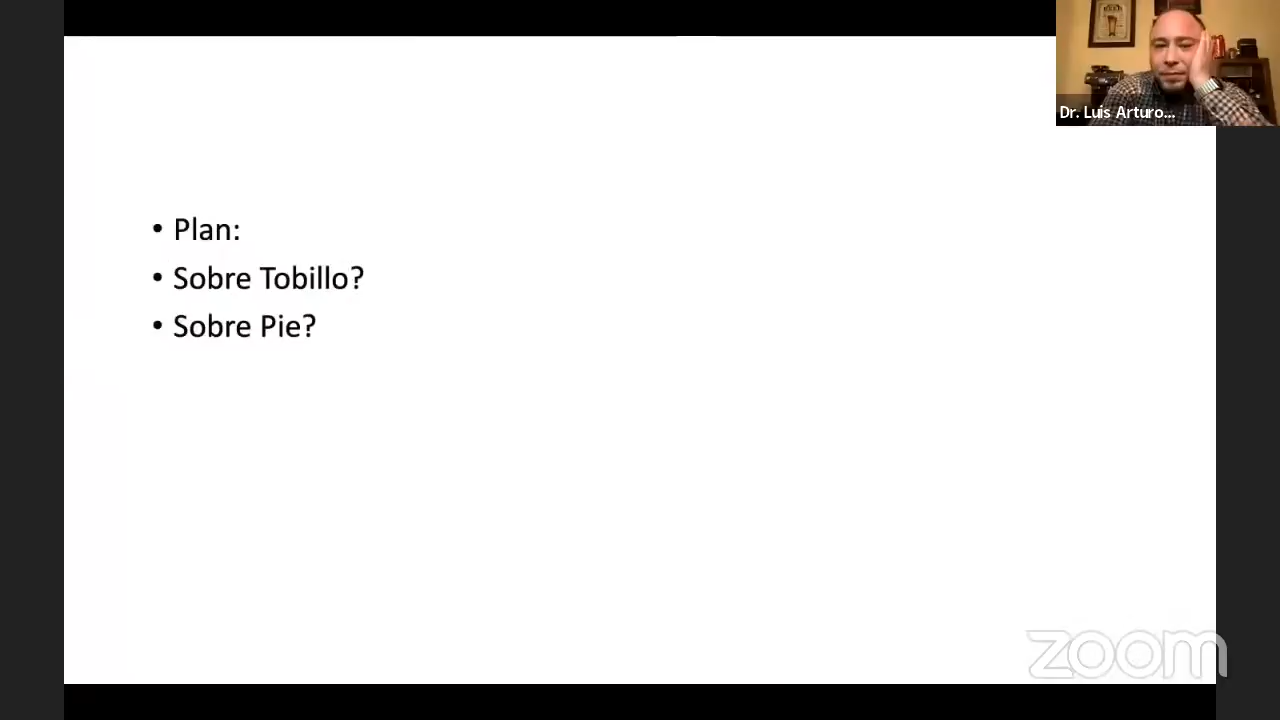 Dr. Luis Arturo...
• Plan:
• Sobre Tobillo?
• Sobre Pie?
zoom